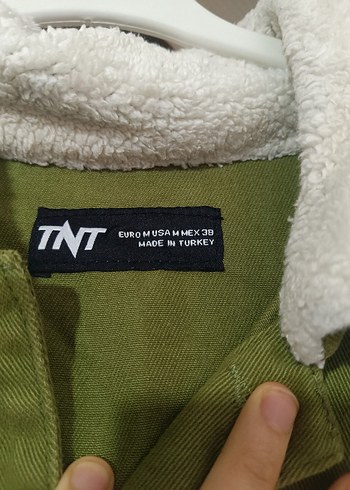 TNT
EURO M USA M MEX 38
MADE IN TURKEY